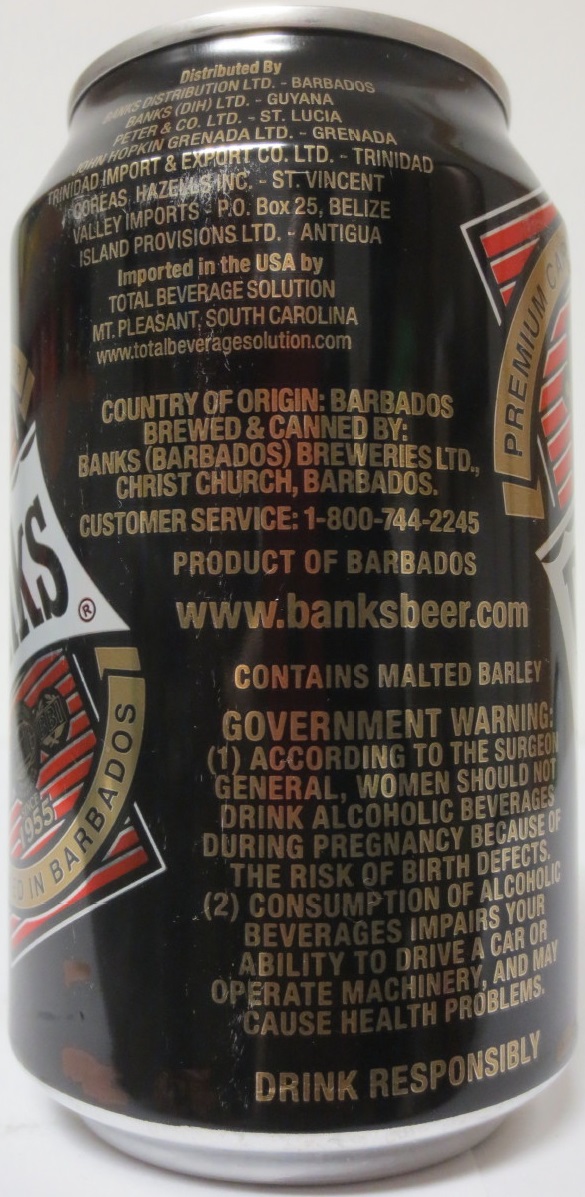 Distributed By
BANKS DISTRIBUTION LTD. - BARBADOS
BANKS (DIH) LTD. - GUYANA
PETER & CO. LTD. - ST. LUCIA
JOHN HOPKIN GRENADA LTD. - GRENADA
TRINIDAD IMPORT & EXPORT CO. LTD. - TRINIDAD
COREAS, HAZELLS INC. - ST. VINCENT
VALLEY IMPORTS - P.O. Box 25, BELIZE
ISLAND PROVISIONS LTD. - ANTIGUA
Imported in the USA by
TOTAL BEVERAGE SOLUTION
MT. PLEASANT, SOUTH CAROLINA
www.totalbeveragesolution.com
COUNTRY OF ORIGIN: BARBADOS
BREWED & CANNED BY:
BANKS (BARBADOS) BREWERIES LTD.,
CHRIST CHURCH, BARBADOS.
CUSTOMER SERVICE: 1-800-744-2245
PRODUCT OF BARBADOS
www.banksbeer.com
CONTAINS MALTED BARLEY
GOVERNMENT WARNING:
(1) ACCORDING TO THE SURGEON
GENERAL, WOMEN SHOULD NOT
DRINK ALCOHOLIC BEVERAGES
DURING PREGNANCY BECAUSE OF
THE RISK OF BIRTH DEFECTS.
(2) CONSUMPTION OF ALCOHOLIC
BEVERAGES IMPAIRS YOUR
ABILITY TO DRIVE A CAR OR
OPERATE MACHINERY, AND MAY
CAUSE HEALTH PROBLEMS.
DRINK RESPONSIBLY
KS ®
1955
D IN BARBADOS
PREMIUM CA